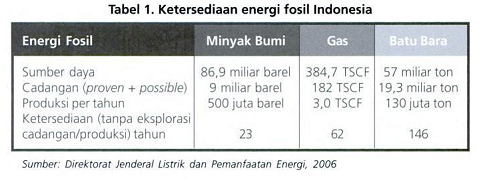 Tabel 1. Ketersediaan energi fosil Indonesia
Energi Fosil Minyak Bumi Gas Batu Bara
Sumber daya 86,9 miliar barel 384,7 TSCF 57 miliar ton
Cadangan (proven + possible) 9 miliar barel 182 TSCF 19,3 miliar ton
Produksi per tahun 500 juta barel 3,0 TSCF 130 juta ton
Ketersediaan (tanpa eksplorasi
cadangan/produksi) tahun 23 62 146
Sumber: Direktorat Jenderal Listrik dan Pemanfaatan Energi, 2006